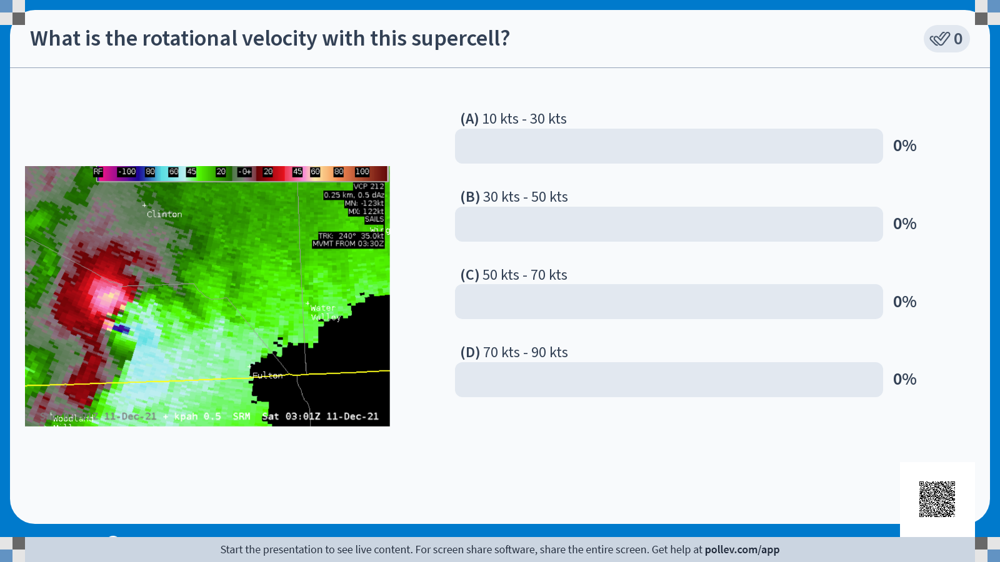 What is the rotational velocity with this supercell?
0
(A) 10 kts - 30 kts
0%
(B) 30 kts - 50 kts
0%
(C) 50 kts - 70 kts
0%
(D) 70 kts - 90 kts
0%
RF -100 80 60 45 20 -0+ 20 45 60 80 100
VCP 212
0.25 km, 0.5 dAz
MN: -123kt
MX: 122kt
SAILS
TRK: 240° 35.0kt
MVMT FROM 03:30Z
Clinton
Wing
Water
Valley
Fulton
Woodland
11-Dec-21 + kpah 0.5 SRM Sat 03:01Z 11-Dec-21
Start the presentation to see live content. For screen share software, share the entire screen. Get help at pollev.com/app